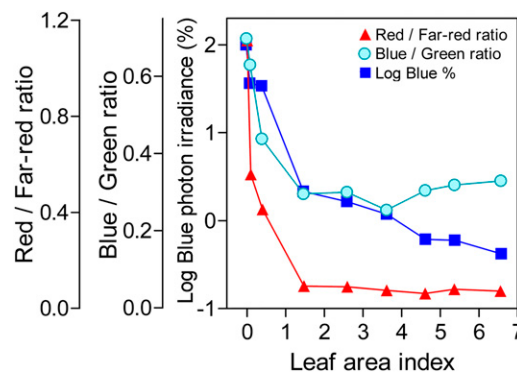 Red / Far-red ratio
1.2
0.8
0.4
0.0
Blue / Green ratio
0.6
0.4
0.2
0.0
Log Blue photon irradiance (%)
2
1
0
-1
Red / Far-red ratio
Blue / Green ratio
Log Blue %
0 0 1 2 3 4 5 6 7
Leaf area index